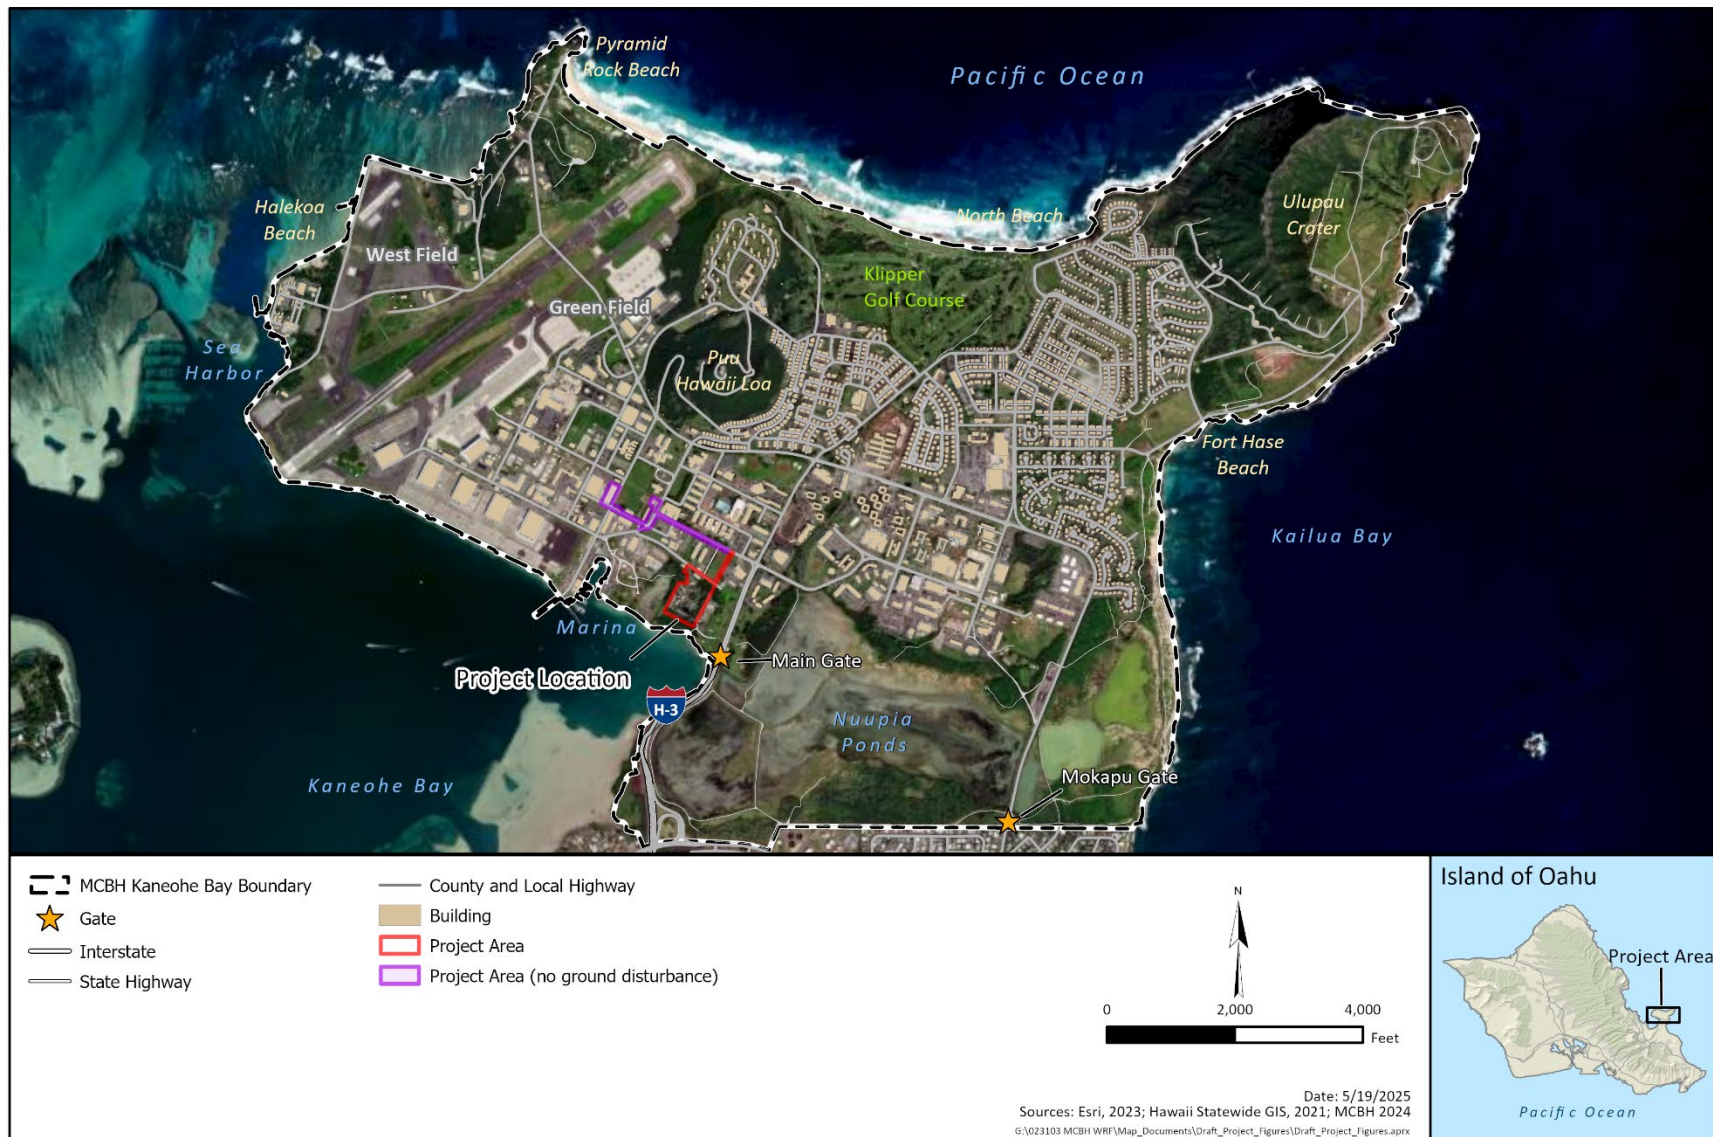 Pyramid
Rock Beach
Pacific Ocean
Halekoa
Beach
North Beach
Ulupau
Crater
West Field
Klipper
Golf Course
Green Field
Sea
Harbor
Puu
Hawaii Loa
Fort Hase
Beach
Kailua Bay
Marina
Main Gate
Project Location
H-3
Nuupia
Ponds
Kaneohe Bay
Mokapu Gate
MCBH Kaneohe Bay Boundary
Gate
Interstate
State Highway
County and Local Highway
Building
Project Area
Project Area (no ground disturbance)
N
0 2,000 4,000
Feet
Date: 5/19/2025
Sources: Esri, 2023; Hawaii Statewide GIS, 2021; MCBH 2024
G:\023103 MCBH WRF\Map_Documents\Draft_Project_Figures\Draft_Project_Figures.aprx
Island of Oahu
Project Area
Pacific Ocean